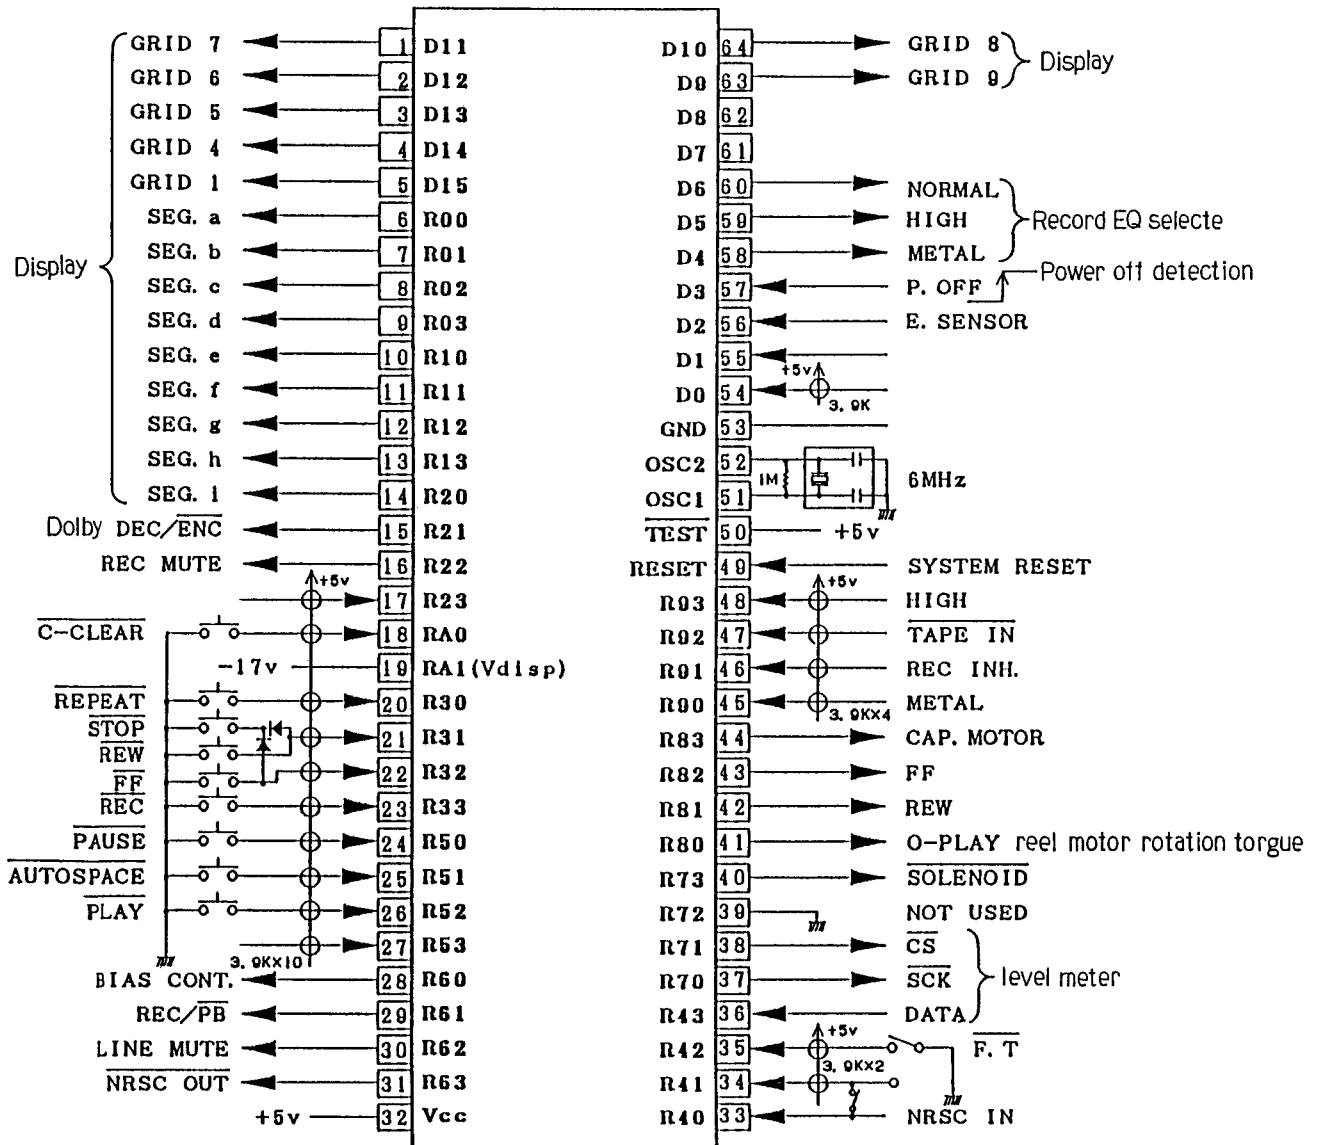 GRID 7 1 D11 D10 64 GRID 8
GRID 6 2 D12 D9 63 GRID 9
Display
GRID 5 3 D13 D8 62
GRID 4 4 D14 D7 61
GRID 1 5 D15 D6 60 NORMAL
SEG. a 6 R00 D5 59 HIGH
Record EQ selecte
SEG. b 7 R01 D4 58 METAL
Display
Power off detection
SEG. c 8 R02 D3 57 P. OFF
SEG. d 9 R03 D2 56 E. SENSOR
SEG. e 10 R10 D1 55
+5v
SEG. f 11 R11 D0 54
3. 9K
SEG. g 12 R12 GND 53
SEG. h 13 R13 OSC2 52
1M 6MHz
SEG. i 14 R20 OSC1 51
Dolby DEC/ENC 15 R21 TEST 50 +5v
REC MUTE 16 R22 RESET 49 SYSTEM RESET
+5v +5v
17 R23 R93 48 HIGH
C-CLEAR 18 RA0 R92 47 TAPE IN
-17v 19 RA1(Vdisp) R91 46 REC INH.
REPEAT 20 R30 R90 45 METAL
3. 9K×4
STOP
21 R31 R83 44 CAP. MOTOR
REW
FF 22 R32 R82 43 FF
REC 23 R33 R81 42 REW
PAUSE 24 R50 R80 41 O-PLAY reel motor rotation torgue
AUTOSPACE 25 R51 R73 40 SOLENOID
PLAY 26 R52 R72 39 NOT USED
27 R53 R71 38 CS
3. 9K×10
BIAS CONT. 28 R60 R70 37 SCK
level meter
REC/PB 29 R61 R43 36 DATA
+5v
LINE MUTE 30 R62 R42 35 F. T
3. 9K×2
NRSC OUT 31 R63 R41 34
+5v 32 Vcc R40 33 NRSC IN